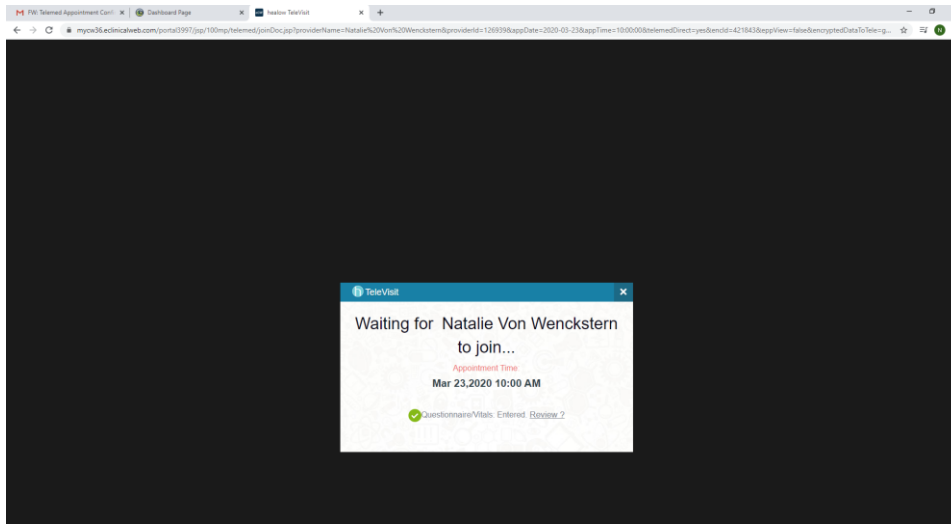 FW: Telemed Appointment Confi
Dashboard Page
healow TeleVisit
mycw36.eclinicalweb.com/portal3997/jsp/100mp/telemed/joinDoc.jsp?providerName=Natalie%20Von%20Wenckstern&providerId=126939&appDate=2020-03-23&appTime=10:00:00&telemedDirect=yes&encId=421843&eppView=false&encryptedDataToTele=g...
N
TeleVisit
Waiting for Natalie Von Wenckstern
to join...
Appointment Time
Mar 23,2020 10:00 AM
Questionnaire/Vitals: Entered. Review ?